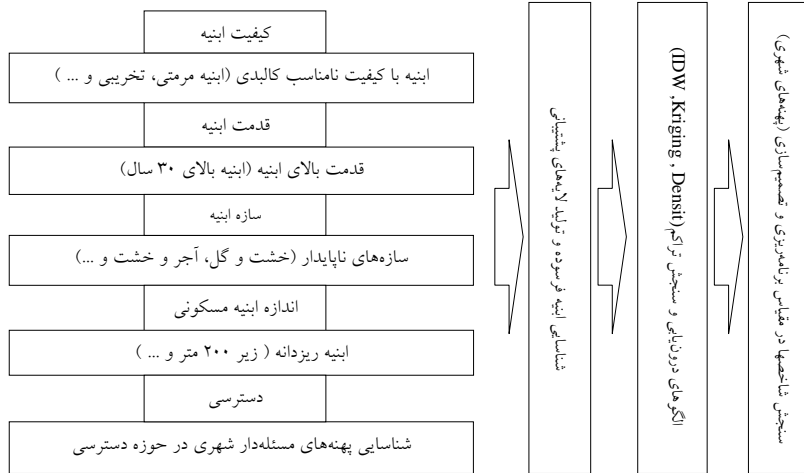 کیفیت ابنیه
ابنیه با کیفیت نامناسب کالبدی (ابنیه مرمتی، تخریبی و ... )
قدمت ابنیه
قدمت بالای ابنیه (ابنیه بالای ۳۰ سال)
سازه ابنیه
سازه‌های ناپایدار (خشت و گل، آجر و خشت و ...)
اندازه ابنیه مسکونی
ابنیه ریزدانه ( زیر ۲۰۰ متر و ... )
دسترسی
شناسایی پهنه‌های مسئله‌دار شهری در حوزه دسترسی
شناسایی ابنیه فرسوده و تولید لایه‌های پشتیبانی
الگوهای درون‌یابی و سنجش تراکم(IDW ,Kriging , Densit)
سنجش شاخصها در مقیاس برنامه‌ریزی و تصمیم‌سازی (پهنه‌های شهری)